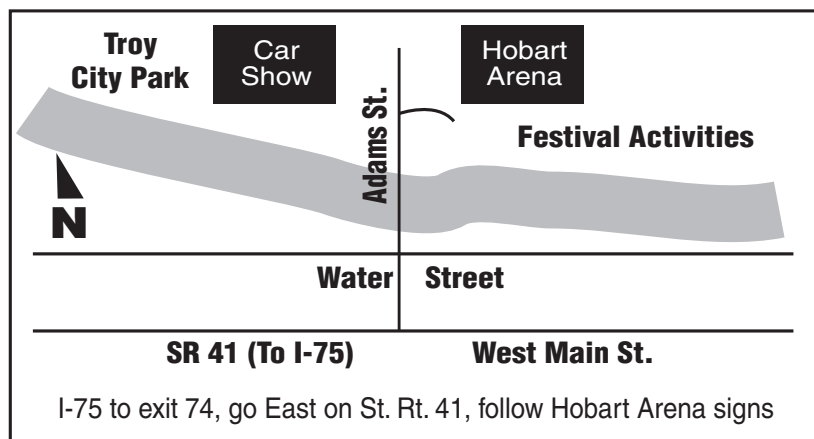 Troy
City Park
Car
Show
Adams St.
Hobart
Arena
Festival Activities
N
Water Street
SR 41 (To I-75) West Main St.
I-75 to exit 74, go East on St. Rt. 41, follow Hobart Arena signs